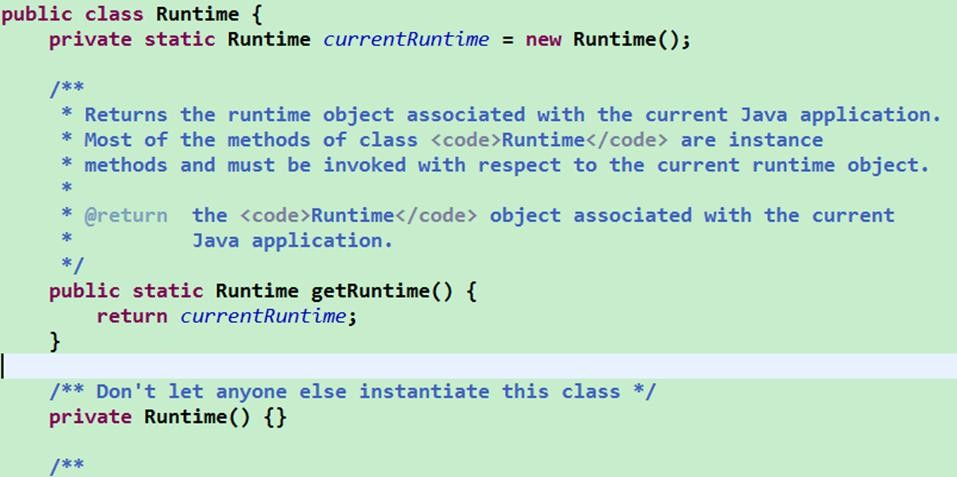 public class Runtime {
    private static Runtime currentRuntime = new Runtime();
    /**
     * Returns the runtime object associated with the current Java application.
     * Most of the methods of class <code>Runtime</code> are instance
     * methods and must be invoked with respect to the current runtime object.
     *
     * @return  the <code>Runtime</code> object associated with the current
     *          Java application.
     */
    public static Runtime getRuntime() {
        return currentRuntime;
    }
    /** Don't let anyone else instantiate this class */
    private Runtime() {}
    /**